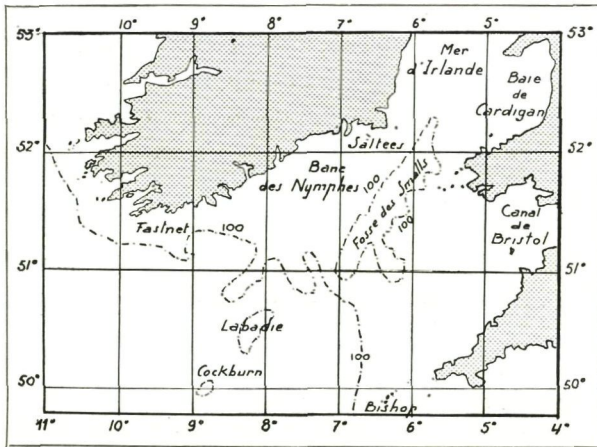 10° 9° 8° 7° 6° 5°
53° 53°
Mer
d'Irlande
Baie
de
Cardigan
Saltees
52° 52°
Banc
des Nymphes
100
Fosse des Smalls
100
Canal
de
Bristol
Fastnet
100
51° 51°
Labadie
100
Cockburn
50° 50°
Bishop
11° 10° 9° 8° 7° 6° 5° 4°